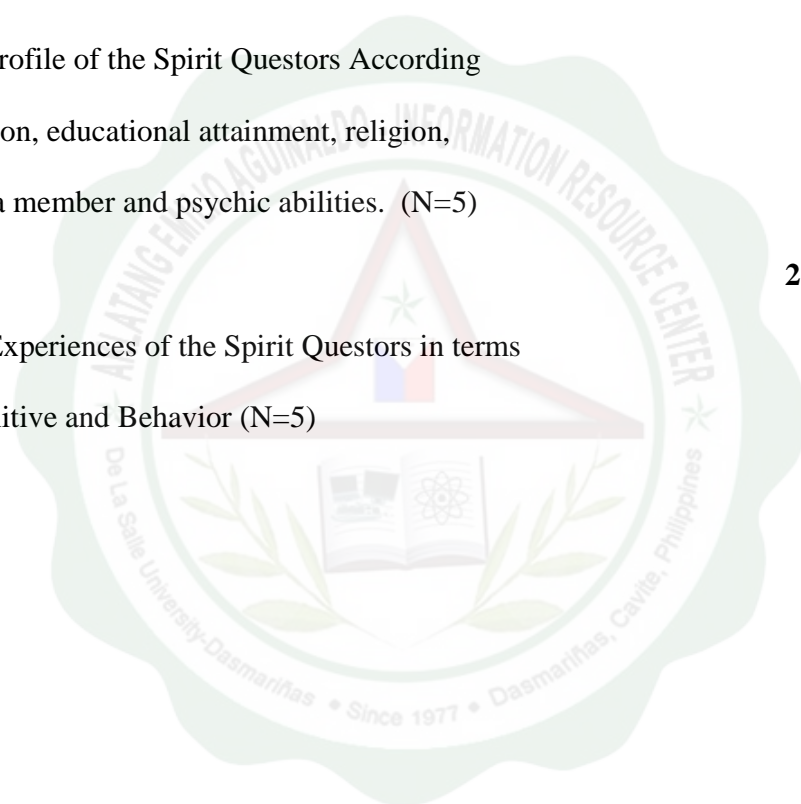 rofile of the Spirit Questors According
on, educational attainment, religion,
a member and psychic abilities. (N=5)
2
Experiences of the Spirit Questors in terms
nitive and Behavior (N=5)
AKLATANG EMILIO AGUINALDO - INFORMATION RESOURCE CENTER
De La Salle University-Dasmariñas • Since 1977 • Dasmariñas, Cavite, Philippines